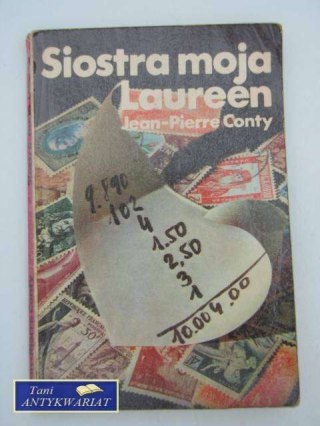 Siostra moja
Laureen
Jean-Pierre Conty
9.890
102
4
1.50
2,50
3
1
10.004.00
Tani
ANTYKWARIAT